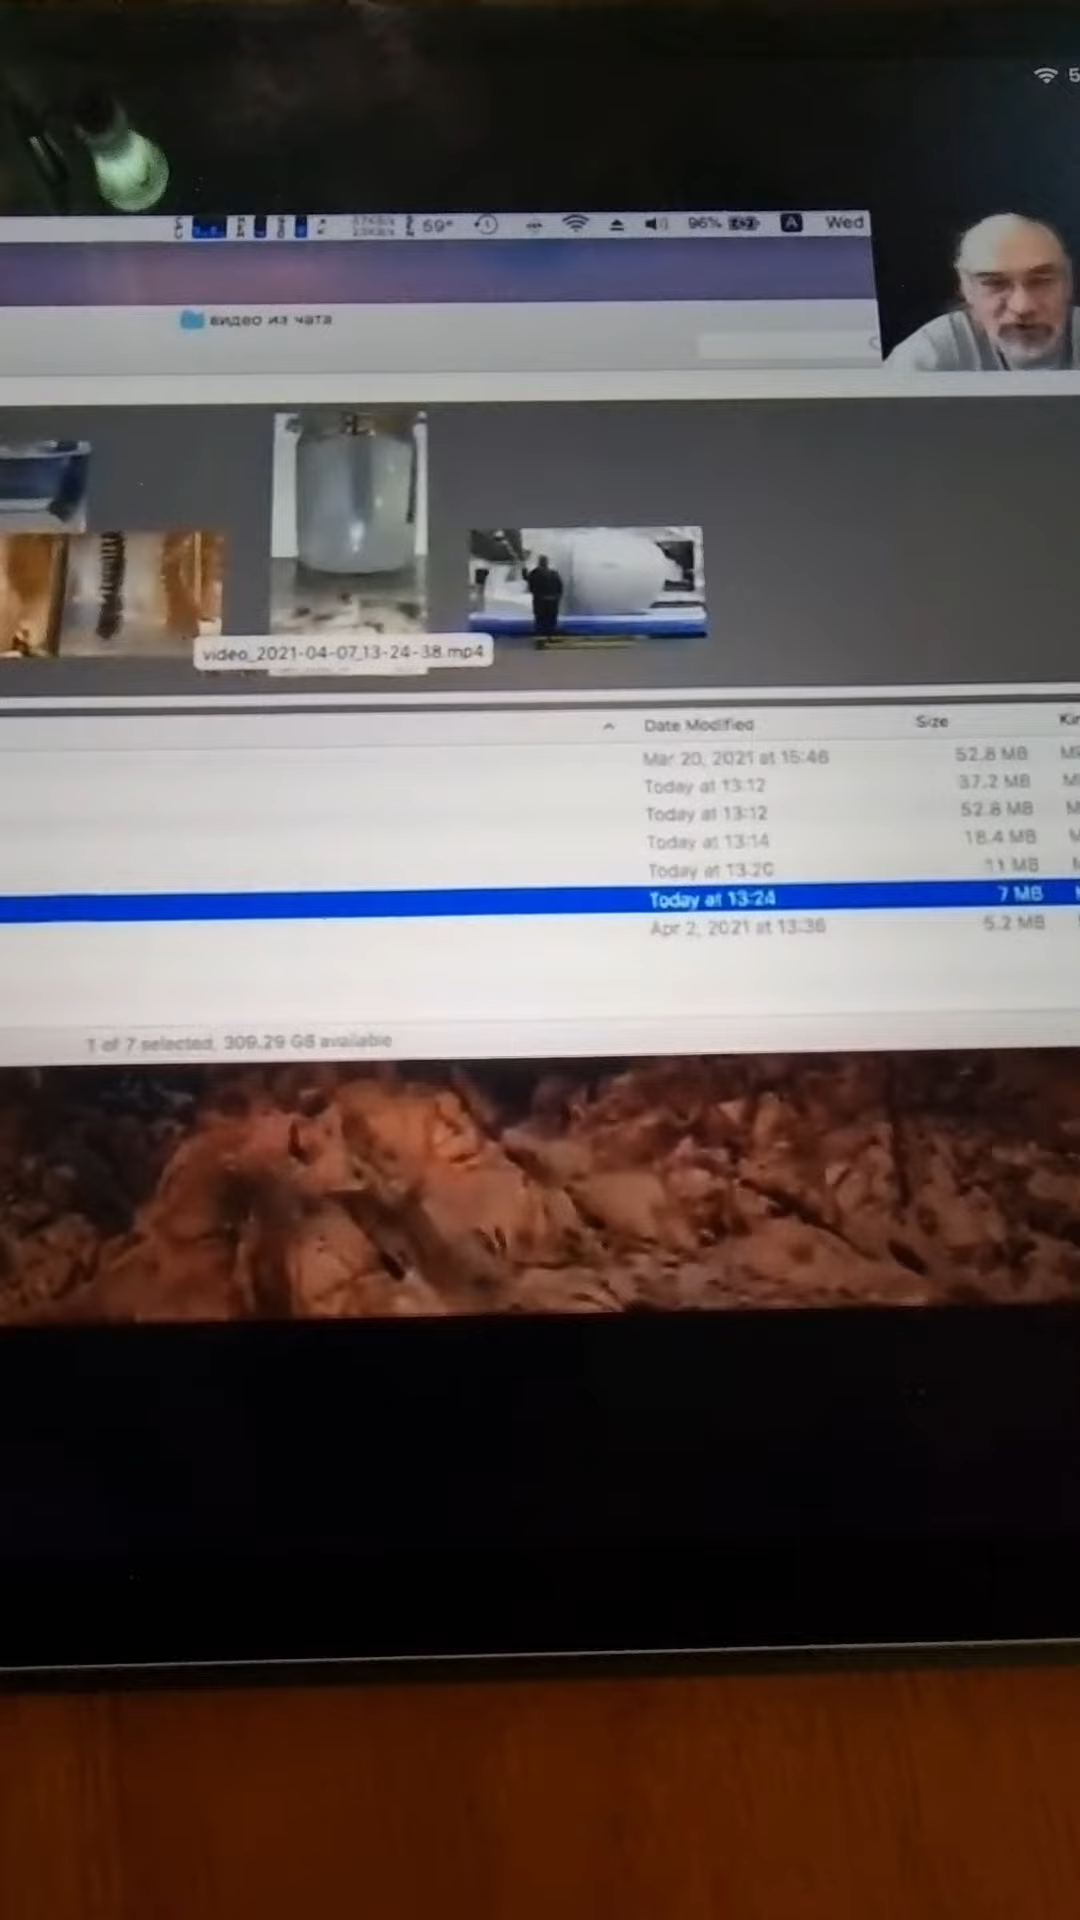 5
59° 96% A Wed
видео из чата
video_2021-04-07_13-24-38.mp4
Date Modified Size
Mar 20, 2021 at 15:46 52.8 MB
Today at 13:12 37.2 MB
Today at 13:12 52.8 MB
Today at 13:14 18.4 MB
Today at 13:20 11 MB
Today at 13:24 7 MB
Apr 2, 2021 at 13:36 5.2 MB
1 of 7 selected, 309.29 GB available